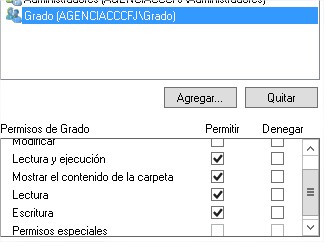 Administradores (AGENCIACCCFJ\Administradores)
Grado (AGENCIACCCFJ\Grado)
Agregar... Quitar
Permisos de Grado Permitir Denegar
Modificar
Lectura y ejecución
Mostrar el contenido de la carpeta
Lectura
Escritura
Permisos especiales